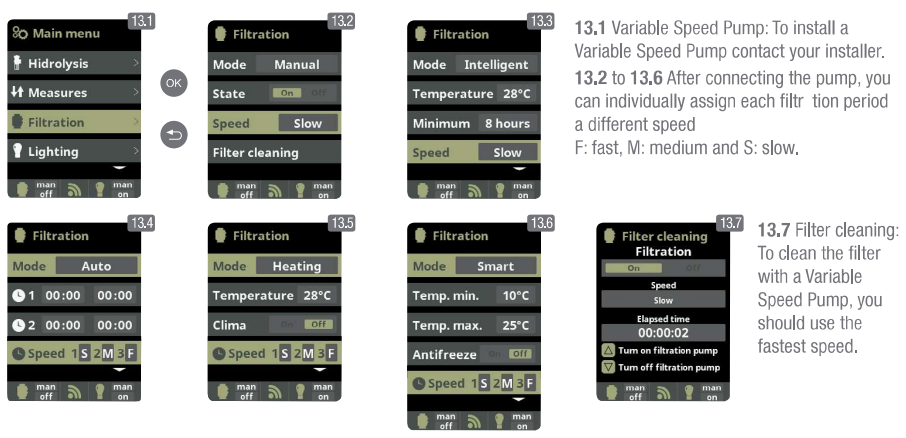 13.1
Main menu
Hidrolysis >
Measures >
Filtration >
Lighting >
man off
man on
OK
13.2
Filtration
Mode Manual
State On Off
Speed Slow
Filter cleaning
man off
man on
13.3
Filtration
Mode Intelligent
Temperature 28°C
Minimum 8 hours
Speed Slow
man off
man on
13.1 Variable Speed Pump: To install a
Variable Speed Pump contact your installer.
13.2 to 13.6 After connecting the pump, you
can individually assign each filtr tion period
a different speed
F: fast, M: medium and S: slow.
13.4
Filtration
Mode Auto
1 00:00 00:00
2 00:00 00:00
Speed 1 S 2 M 3 F
man off
man on
13.5
Filtration
Mode Heating
Temperature 28°C
Clima On Off
Speed 1 S 2 M 3 F
man off
man on
13.6
Filtration
Mode Smart
Temp. min. 10°C
Temp. max. 25°C
Antifreeze On Off
Speed 1 S 2 M 3 F
man off
man on
13.7
Filter cleaning
Filtration
On Off
Speed
Slow
Elapsed time
00:00:02
Turn on filtration pump
Turn off filtration pump
13.7 Filter cleaning:
To clean the filter
with a Variable
Speed Pump, you
should use the
fastest speed.